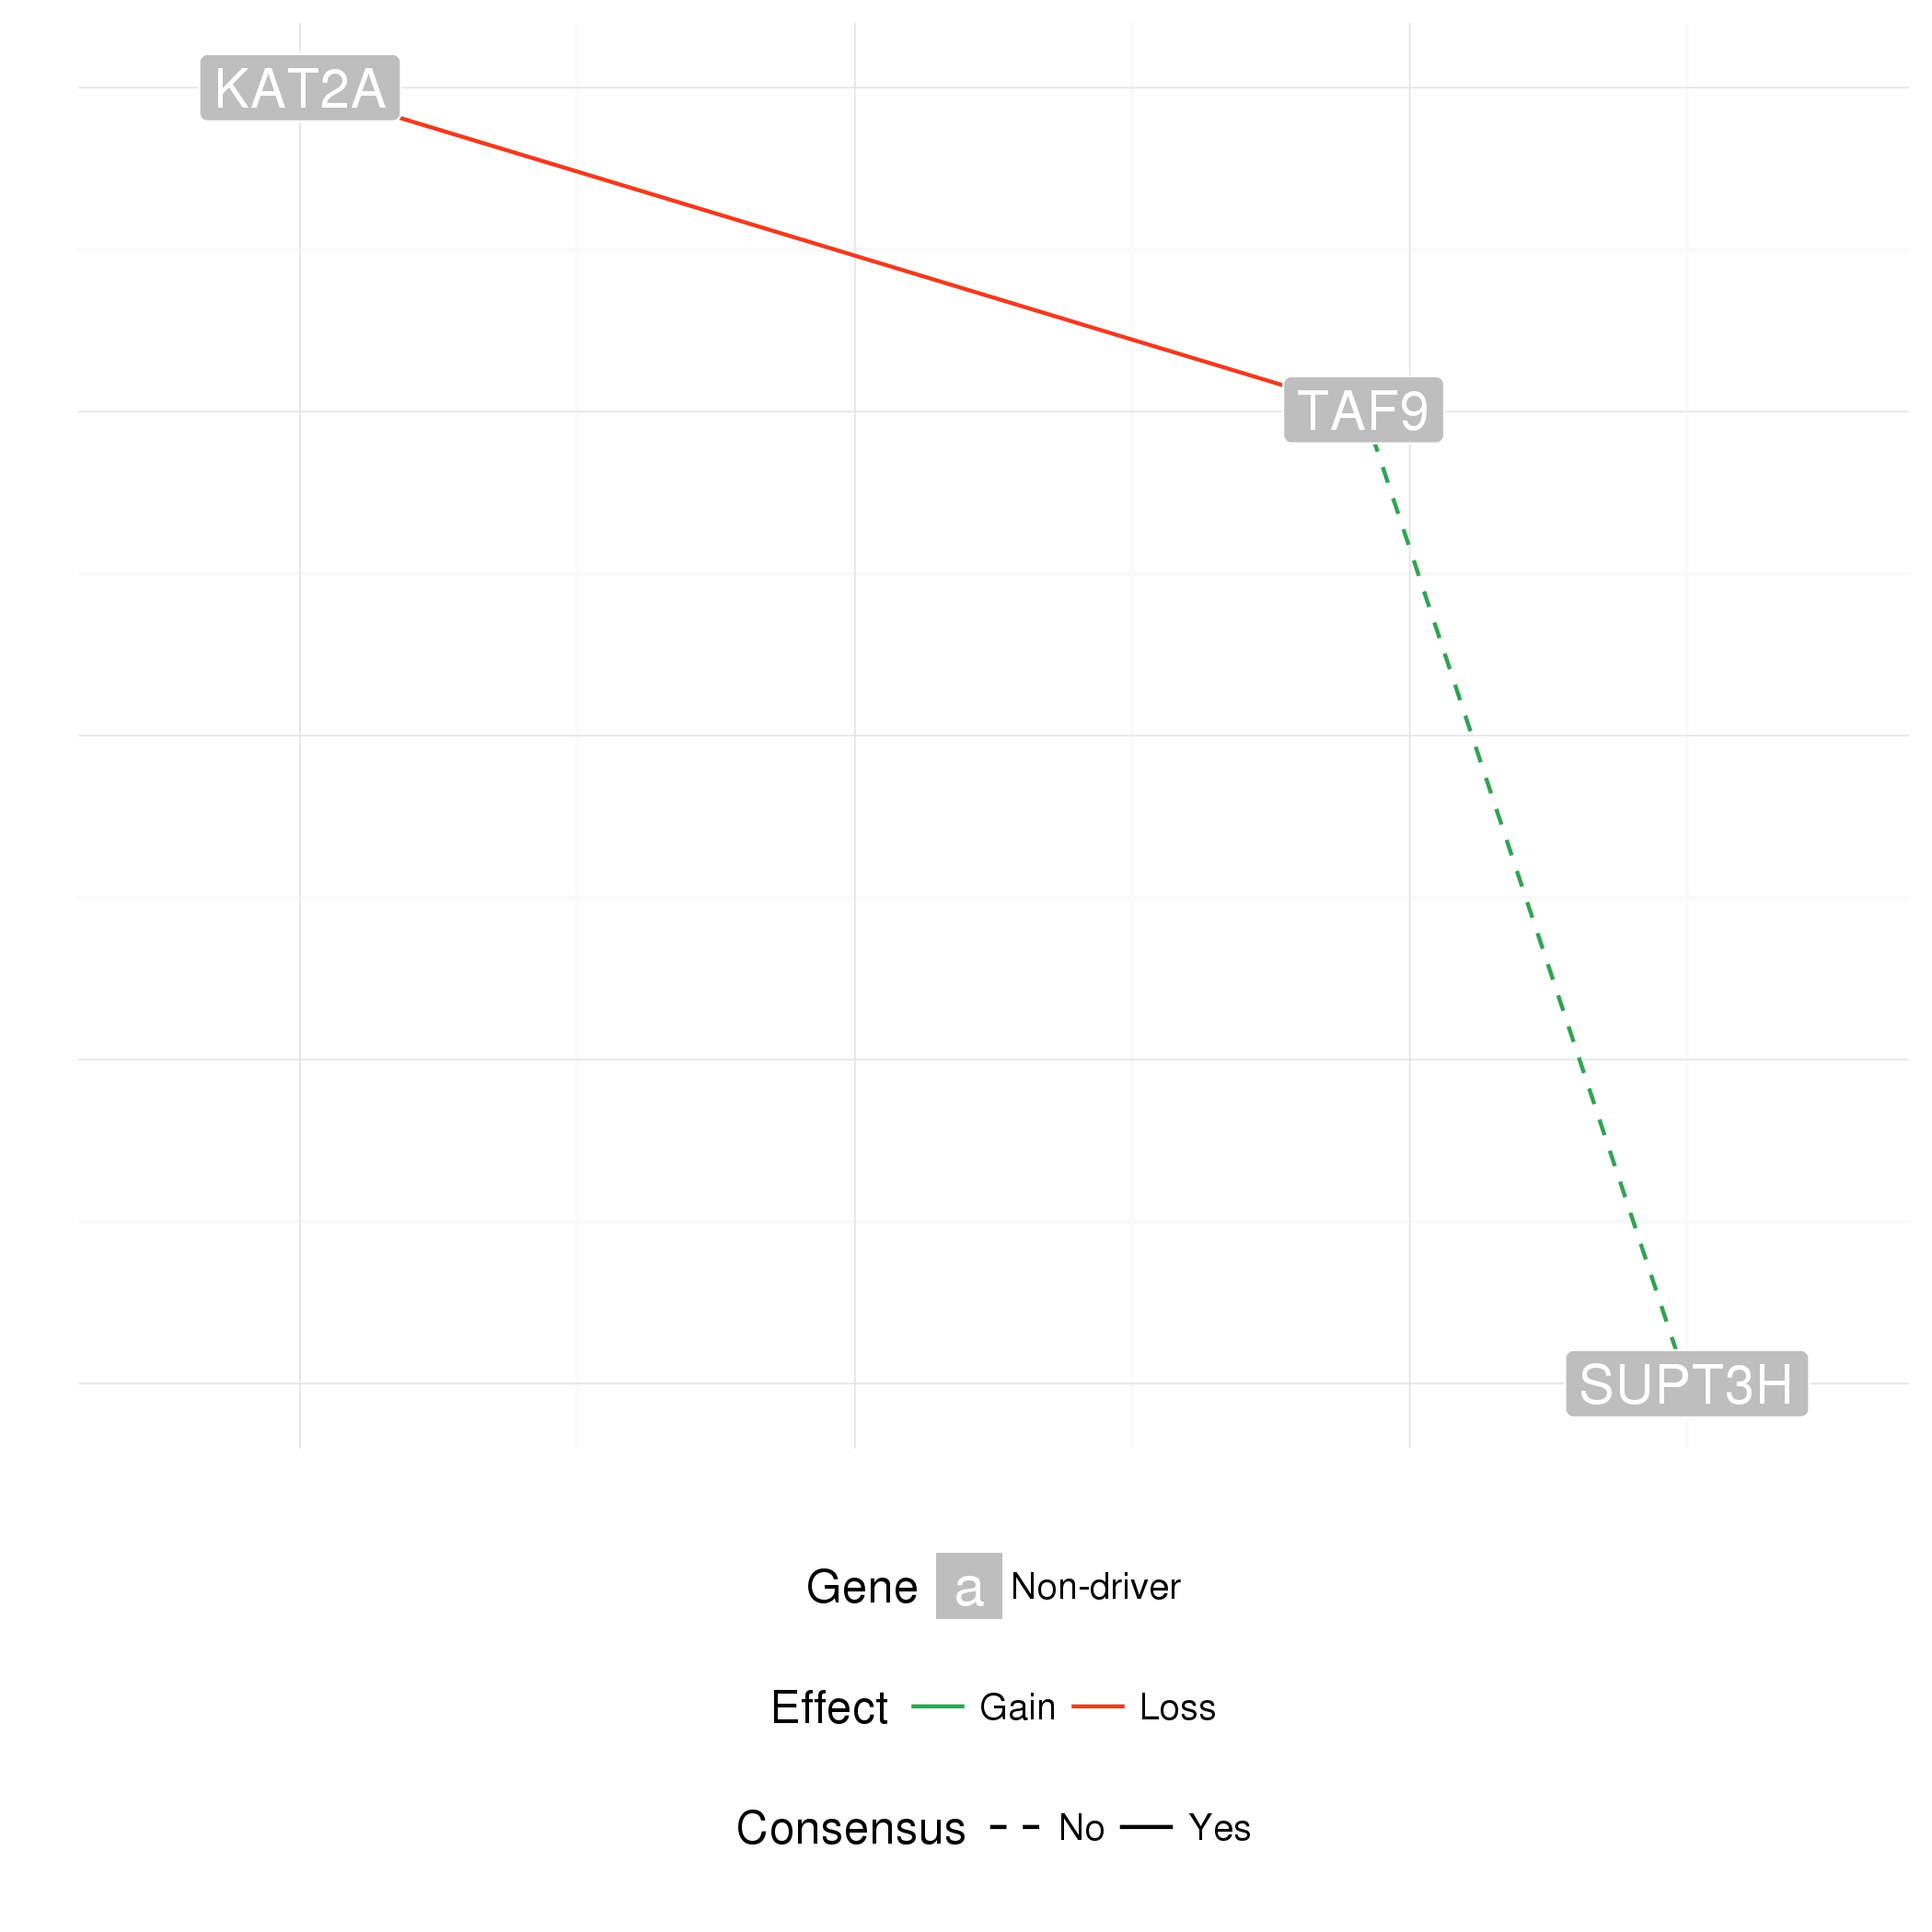 KAT2A
TAF9
SUPT3H
Gene a Non-driver
Effect Gain Loss
Consensus No Yes